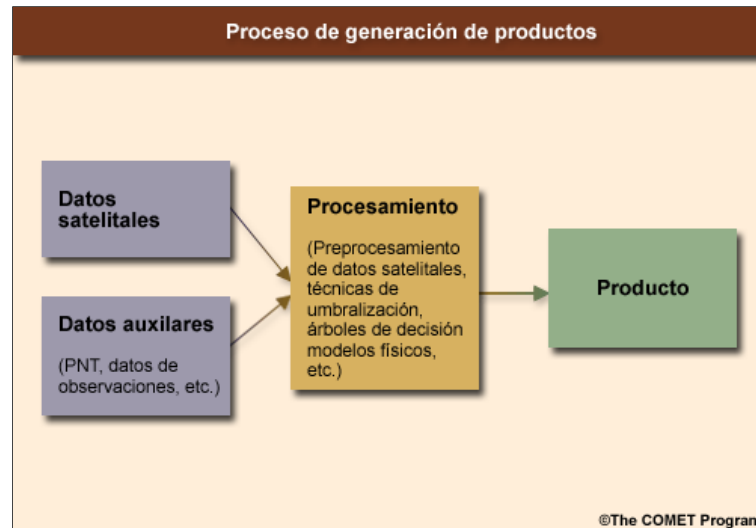 Proceso de generación de productos
Datos
satelitales
Datos auxilares
(PNT, datos de
observaciones, etc.)
Procesamiento
(Preprocesamiento
de datos satelitales,
técnicas de
umbralización,
árboles de decisión
modelos físicos,
etc.)
Producto
©The COMET Program